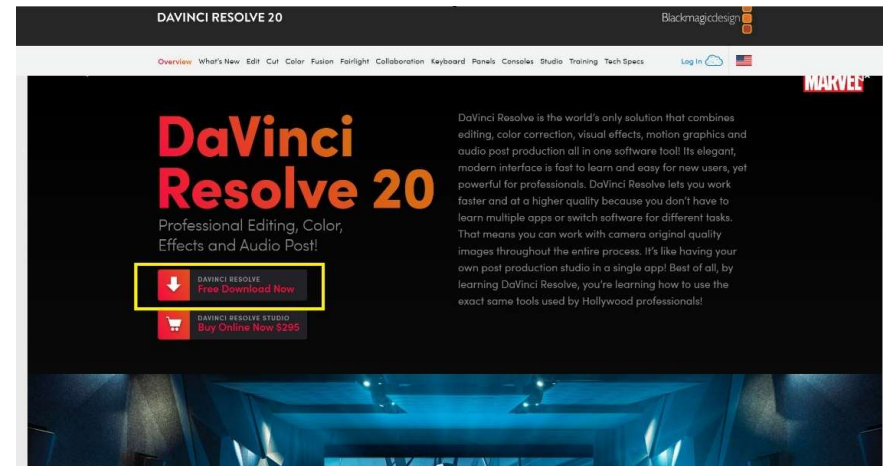 DAVINCI RESOLVE 20
Blackmagicdesign
Overview What's New Edit Cut Color Fusion Fairlight Collaboration Keyboard Panels Consoles Studio Training Tech Specs Log In
MARVEL
DaVinci
Resolve 20
Professional Editing, Color,
Effects and Audio Post!
DAVINCI RESOLVE
Free Download Now
DAVINCI RESOLVE STUDIO
Buy Online Now $295
DaVinci Resolve is the world's only solution that combines
editing, color correction, visual effects, motion graphics and
audio post production all in one software tool! Its elegant,
modern interface is fast to learn and easy for new users, yet
powerful for professionals. DaVinci Resolve lets you work
faster and at a higher quality because you don't have to
learn multiple apps or switch software for different tasks.
That means you can work with camera original quality
images throughout the entire process. It's like having your
own post production studio in a single app! Best of all, by
learning DaVinci Resolve, you're learning how to use the
exact same tools used by Hollywood professionals!